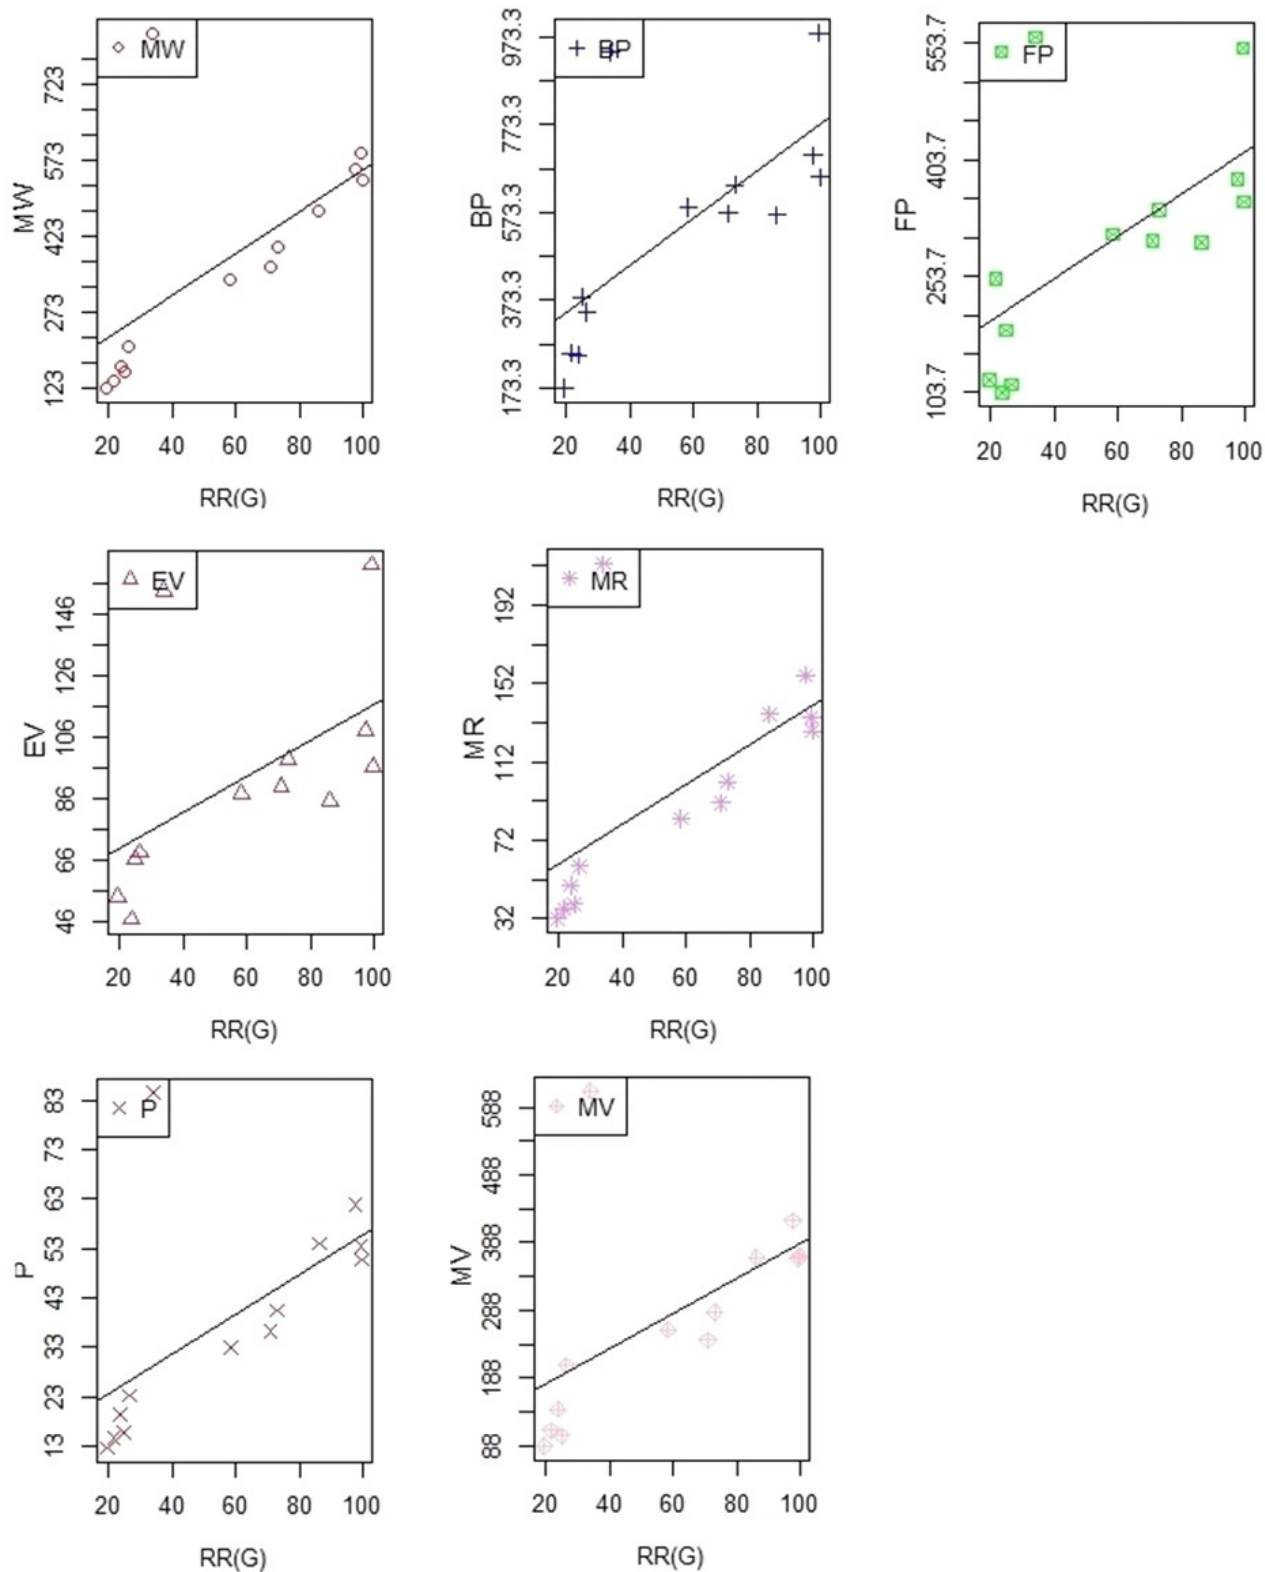 MW
MW
723
573
423
273
123
20 40 60 80 100
RR(G)
BP
BP
973.3
773.3
573.3
373.3
173.3
20 40 60 80 100
RR(G)
FP
FP
553.7
403.7
253.7
103.7
20 40 60 80 100
RR(G)
EV
EV
146
126
106
86
66
46
20 40 60 80 100
RR(G)
MR
MR
192
152
112
72
32
20 40 60 80 100
RR(G)
P
P
83
73
63
53
43
33
23
13
20 40 60 80 100
RR(G)
MV
MV
588
488
388
288
188
88
20 40 60 80 100
RR(G)